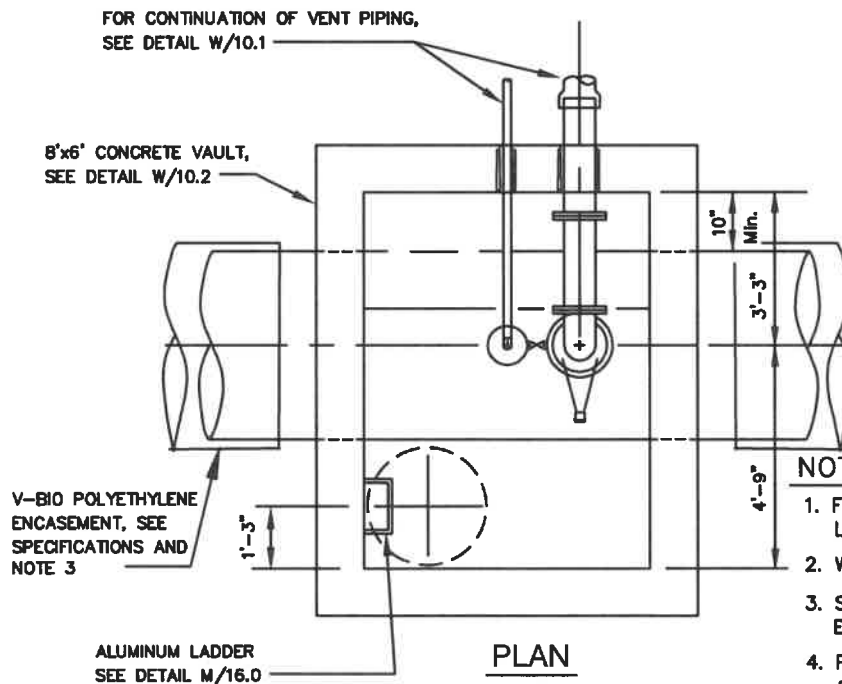 FOR CONTINUATION OF VENT PIPING,
SEE DETAIL W/10.1
8'x6' CONCRETE VAULT,
SEE DETAIL W/10.2
10"
Min.
3'-3"
4'-9"
V-BIO POLYETHYLENE
ENCASEMENT, SEE
SPECIFICATIONS AND
NOTE 3
1'-3"
ALUMINUM LADDER
SEE DETAIL M/16.0
PLAN
NOT
1. F
L
2. W
3. S
E
4. F